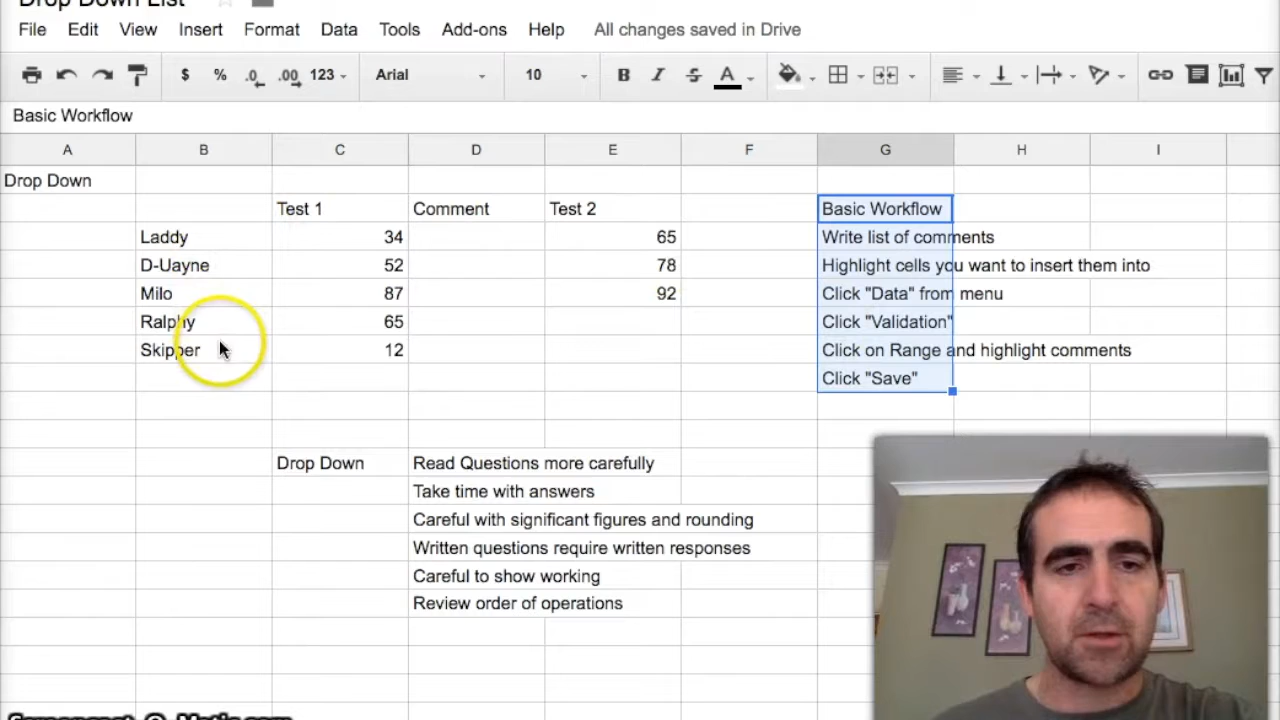 Drop Down List
File Edit View Insert Format Data Tools Add-ons Help All changes saved in Drive
$ % .0 .00 123 Arial 10 B I S A
Basic Workflow
A B C D E F G H I
Drop Down
Test 1 Comment Test 2 Basic Workflow
Laddy 34 65 Write list of comments
D-Uayne 52 78 Highlight cells you want to insert them into
Milo 87 92 Click "Data" from menu
Ralphy 65 Click "Validation"
Skipper 12 Click on Range and highlight comments
Click "Save"
Drop Down Read Questions more carefully
Take time with answers
Careful with significant figures and rounding
Written questions require written responses
Careful to show working
Review order of operations